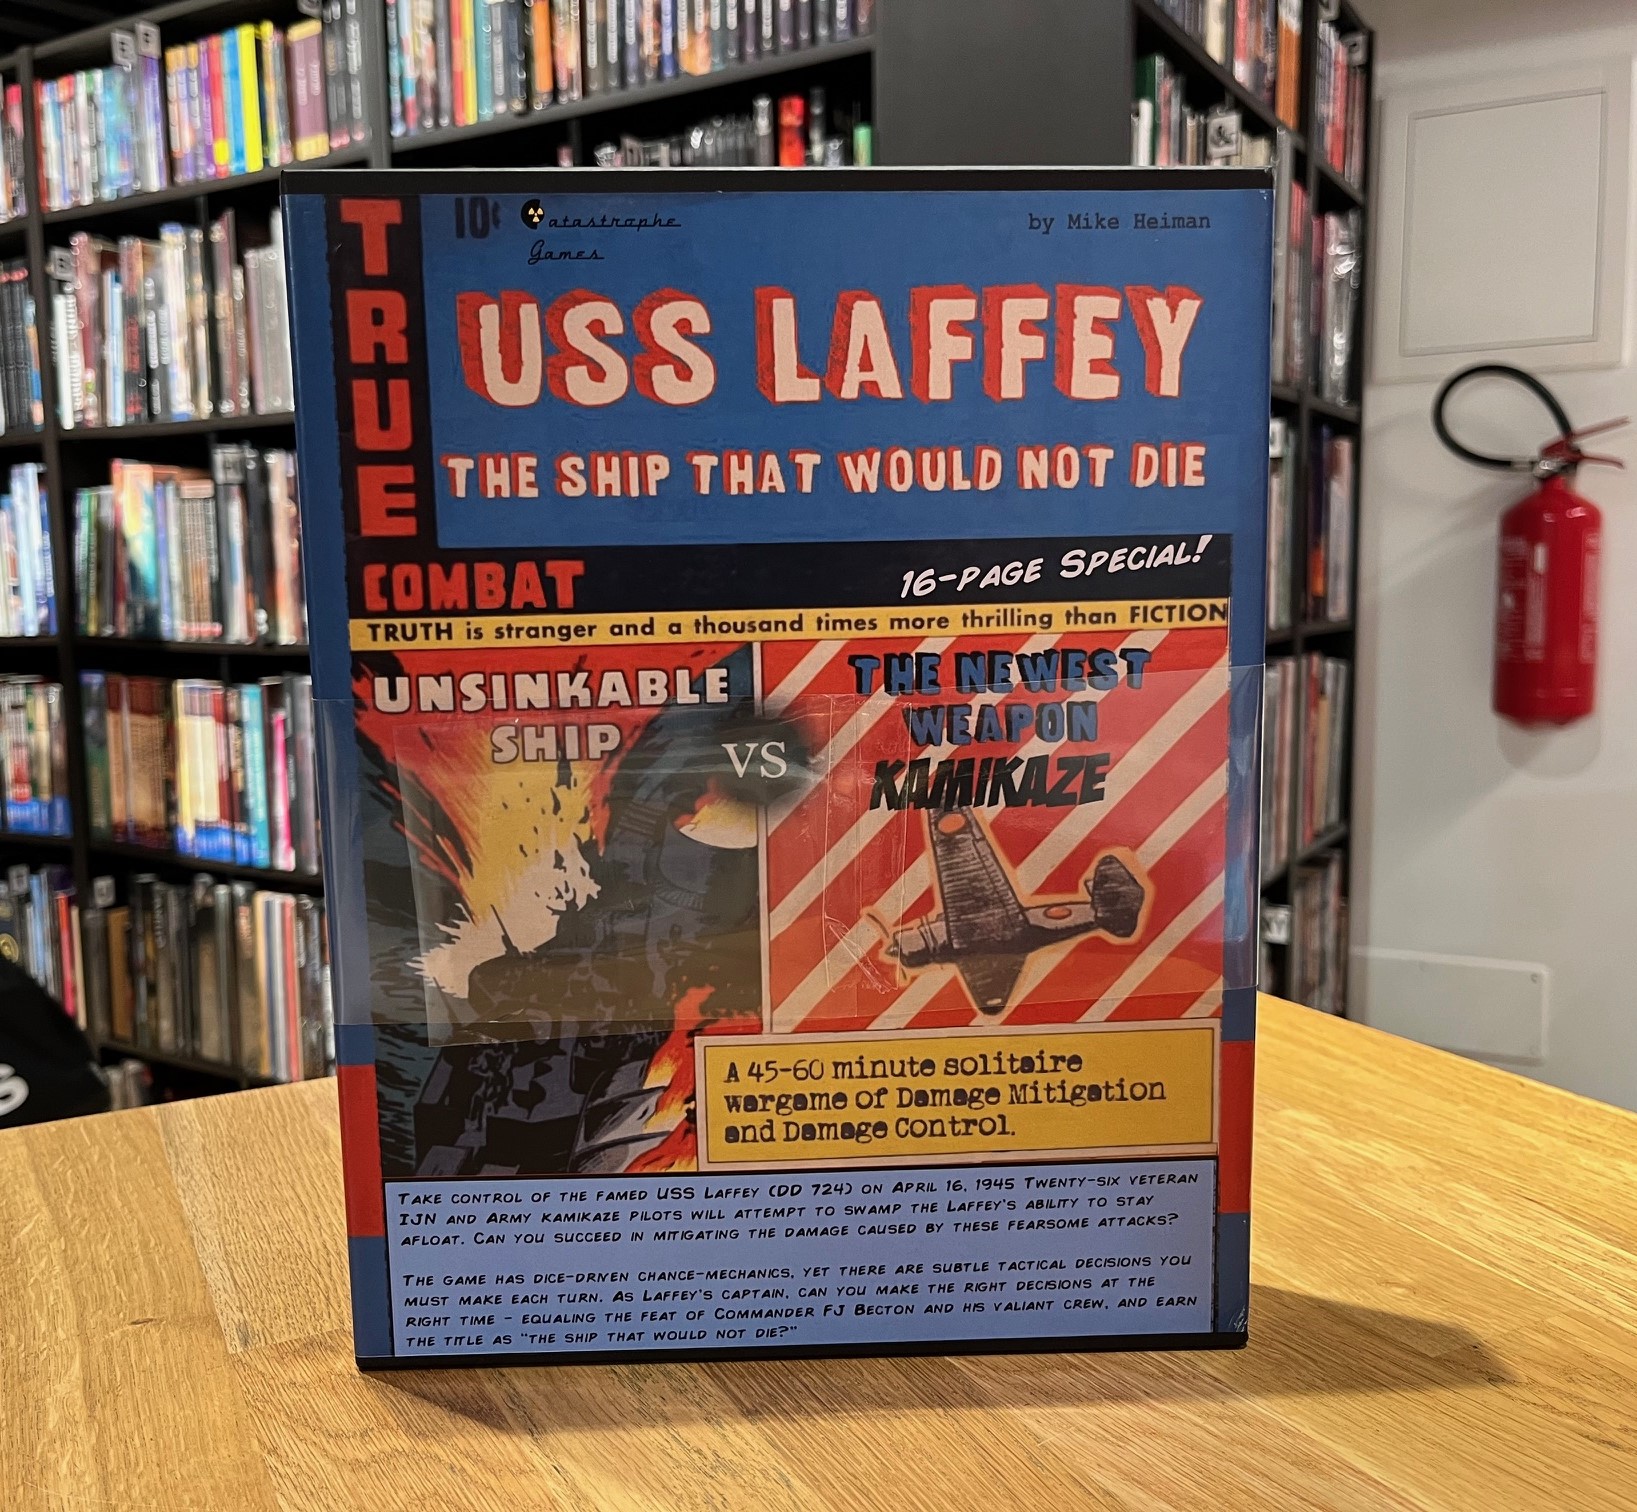 TRUE
COMBAT
10¢
Catastrophe
Games
by Mike Heiman
USS LAFFEY
THE SHIP THAT WOULD NOT DIE
16-PAGE SPECIAL!
TRUTH is stranger and a thousand times more thrilling than FICTION
UNSINKABLE
SHIP
VS
THE NEWEST
WEAPON
KAMIKAZE
A 45-60 minute solitaire
wargame of Damage Mitigation
and Damage Control.
TAKE CONTROL OF THE FAMED USS LAFFEY (DD 724) ON APRIL 16, 1945 TWENTY-SIX VETERAN
IJN AND ARMY KAMIKAZE PILOTS WILL ATTEMPT TO SWAMP THE LAFFEY'S ABILITY TO STAY
AFLOAT. CAN YOU SUCCEED IN MITIGATING THE DAMAGE CAUSED BY THESE FEARSOME ATTACKS?
THE GAME HAS DICE-DRIVEN CHANCE-MECHANICS, YET THERE ARE SUBTLE TACTICAL DECISIONS YOU
MUST MAKE EACH TURN. AS LAFFEY'S CAPTAIN, CAN YOU MAKE THE RIGHT DECISIONS AT THE
RIGHT TIME - EQUALING THE FEAT OF COMMANDER FJ BECTON AND HIS VALIANT CREW, AND EARN
THE TITLE AS "THE SHIP THAT WOULD NOT DIE?"